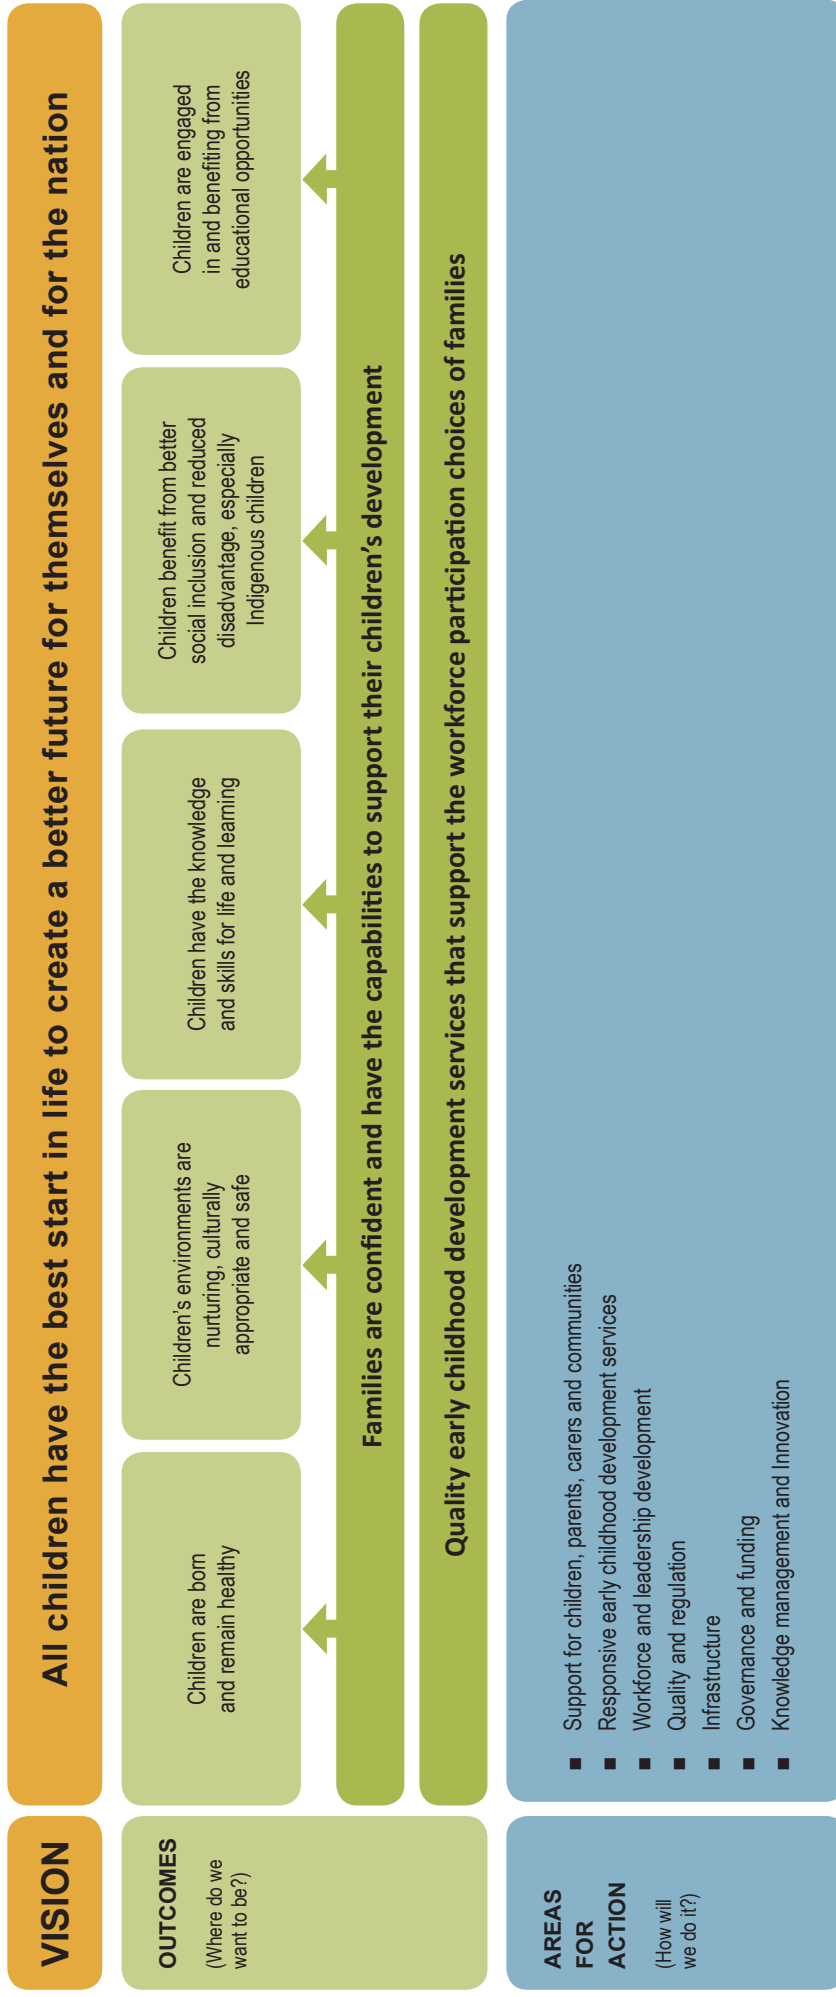 VISION
All children have the best start in life to create a better future for themselves and for the nation
OUTCOMES
(Where do we
want to be?)
Children are born
and remain healthy
Children’s environments are
nurturing, culturally
appropriate and safe
Children have the knowledge
and skills for life and learning
Children benefit from better
social inclusion and reduced
disadvantage, especially
Indigenous children
Children are engaged
in and benefiting from
educational opportunities
Families are confident and have the capabilities to support their children’s development
Quality early childhood development services that support the workforce participation choices of families
AREAS
FOR
ACTION
(How will
we do it?)
■ Support for children, parents, carers and communities
■ Responsive early childhood development services
■ Workforce and leadership development
■ Quality and regulation
■ Infrastructure
■ Governance and funding
■ Knowledge management and Innovation